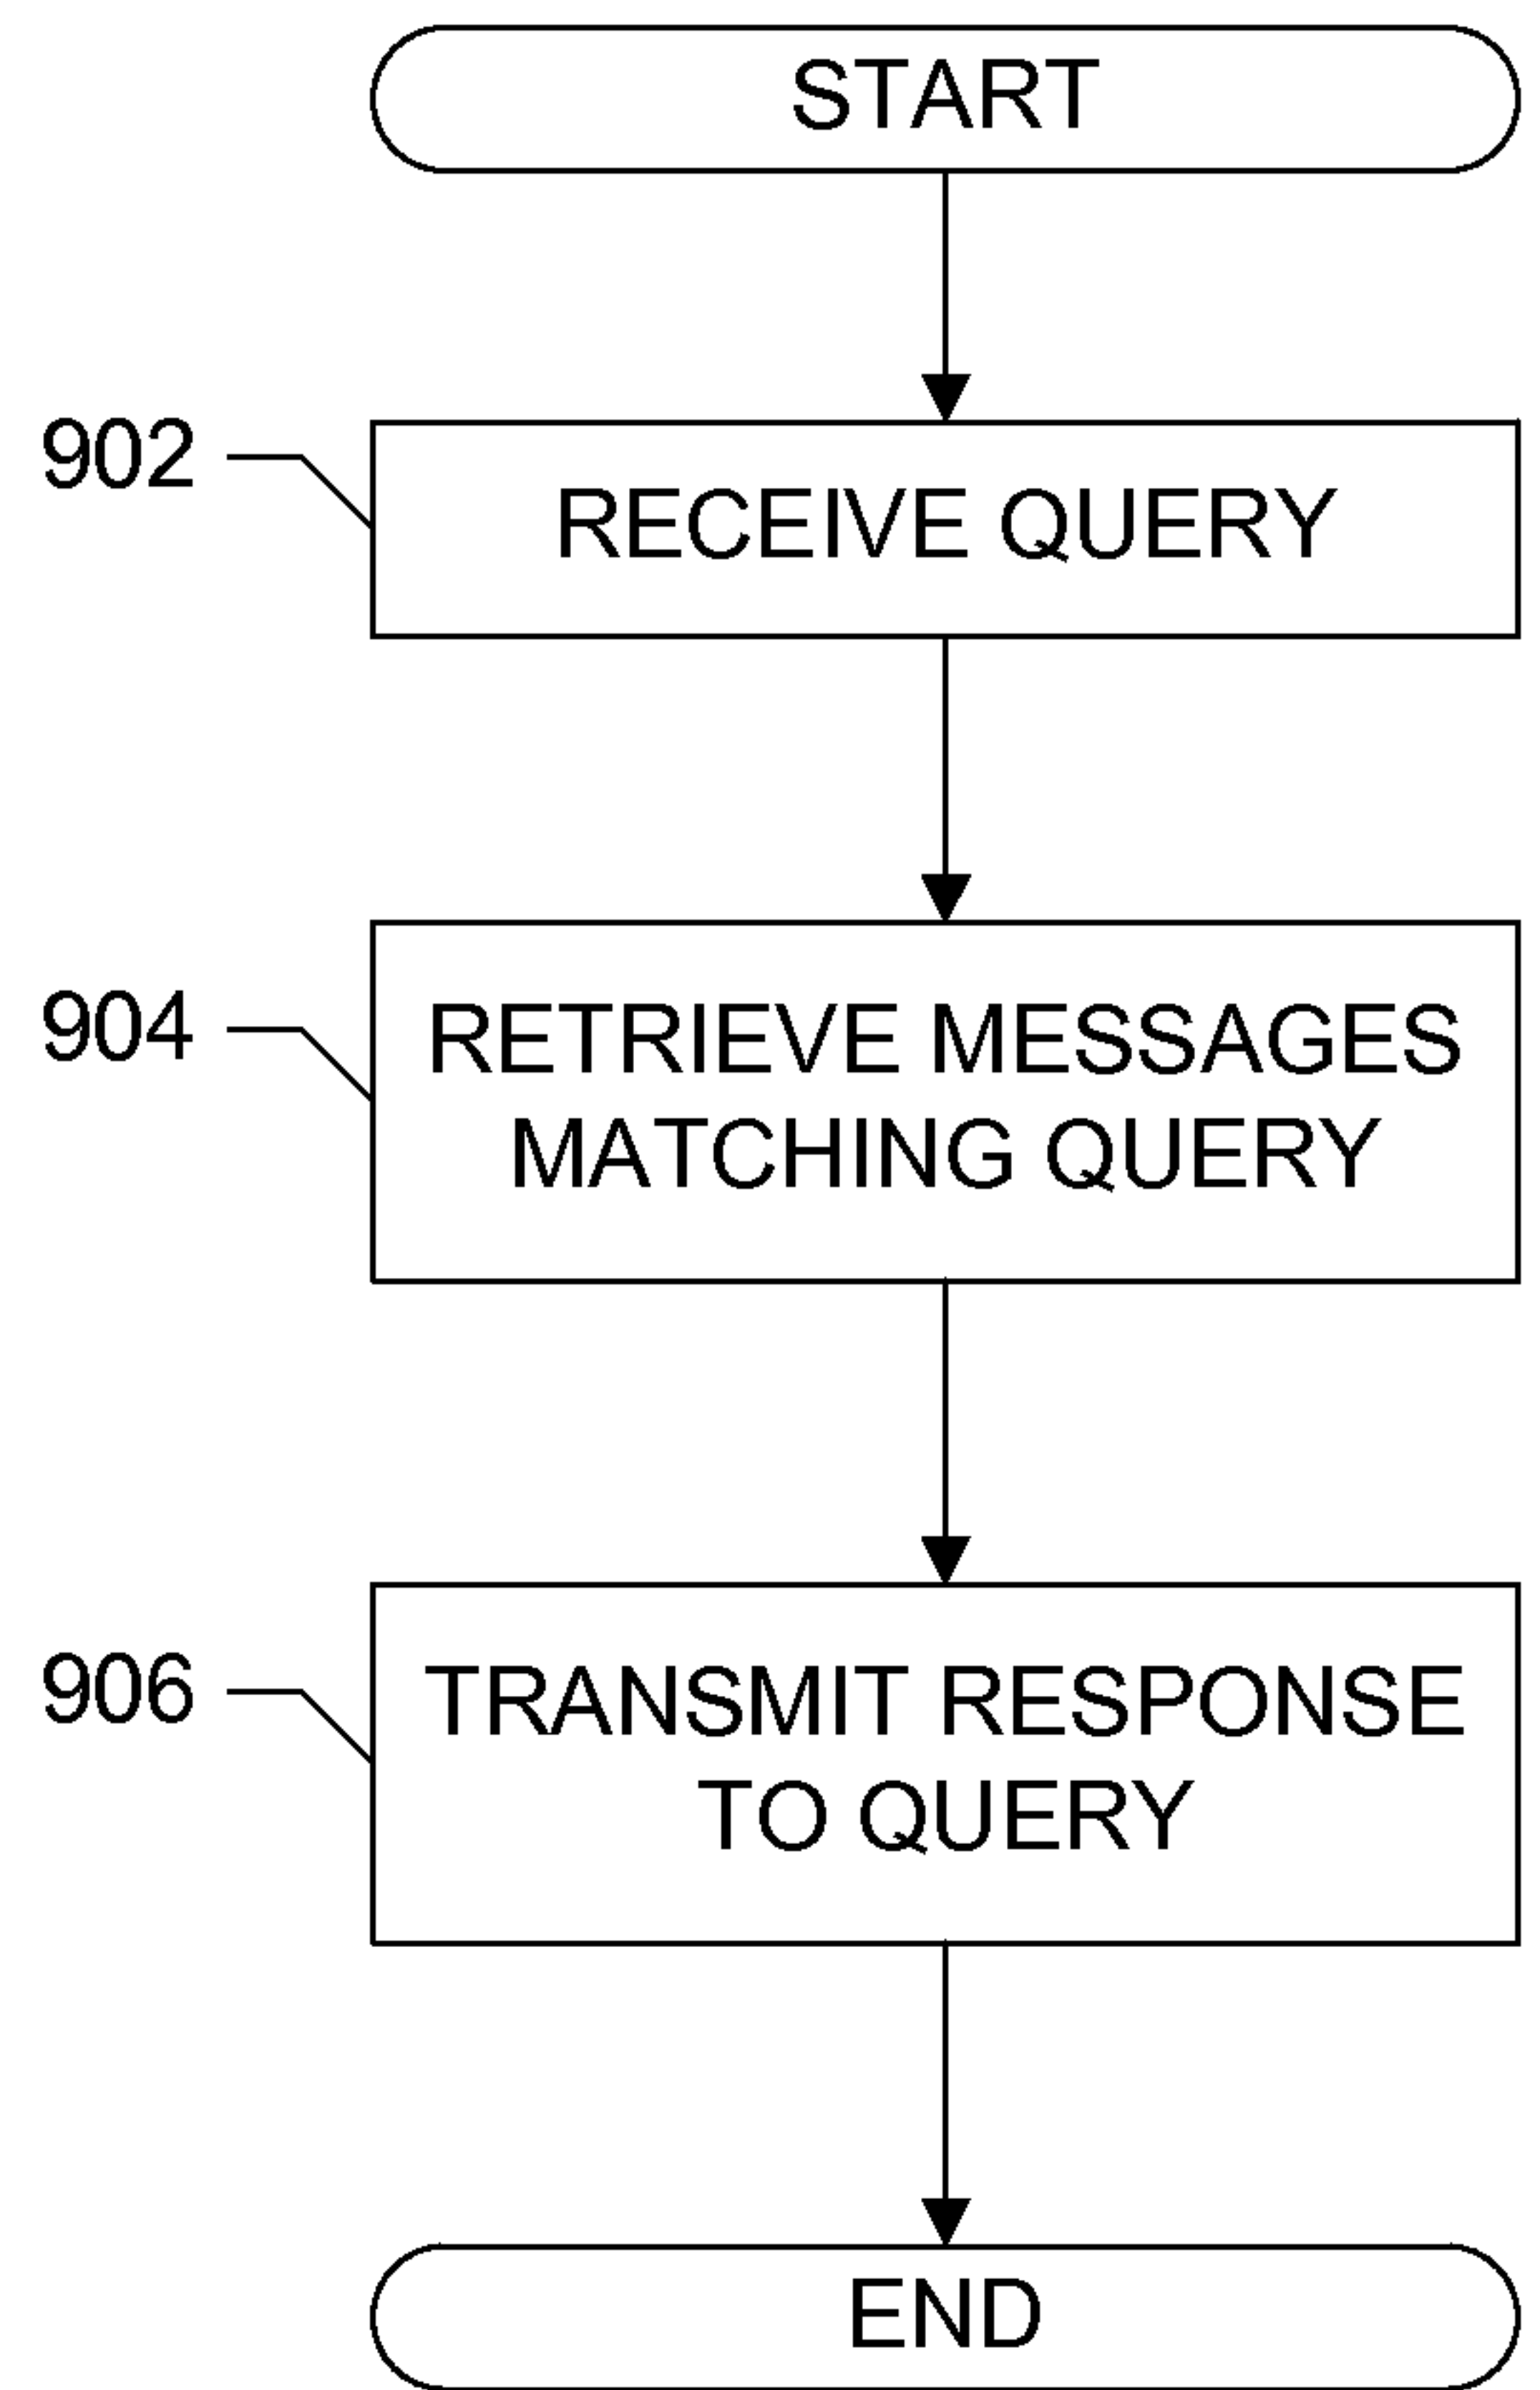 START
902
RECEIVE QUERY
904
RETRIEVE MESSAGES
MATCHING QUERY
906
TRANSMIT RESPONSE
TO QUERY
END